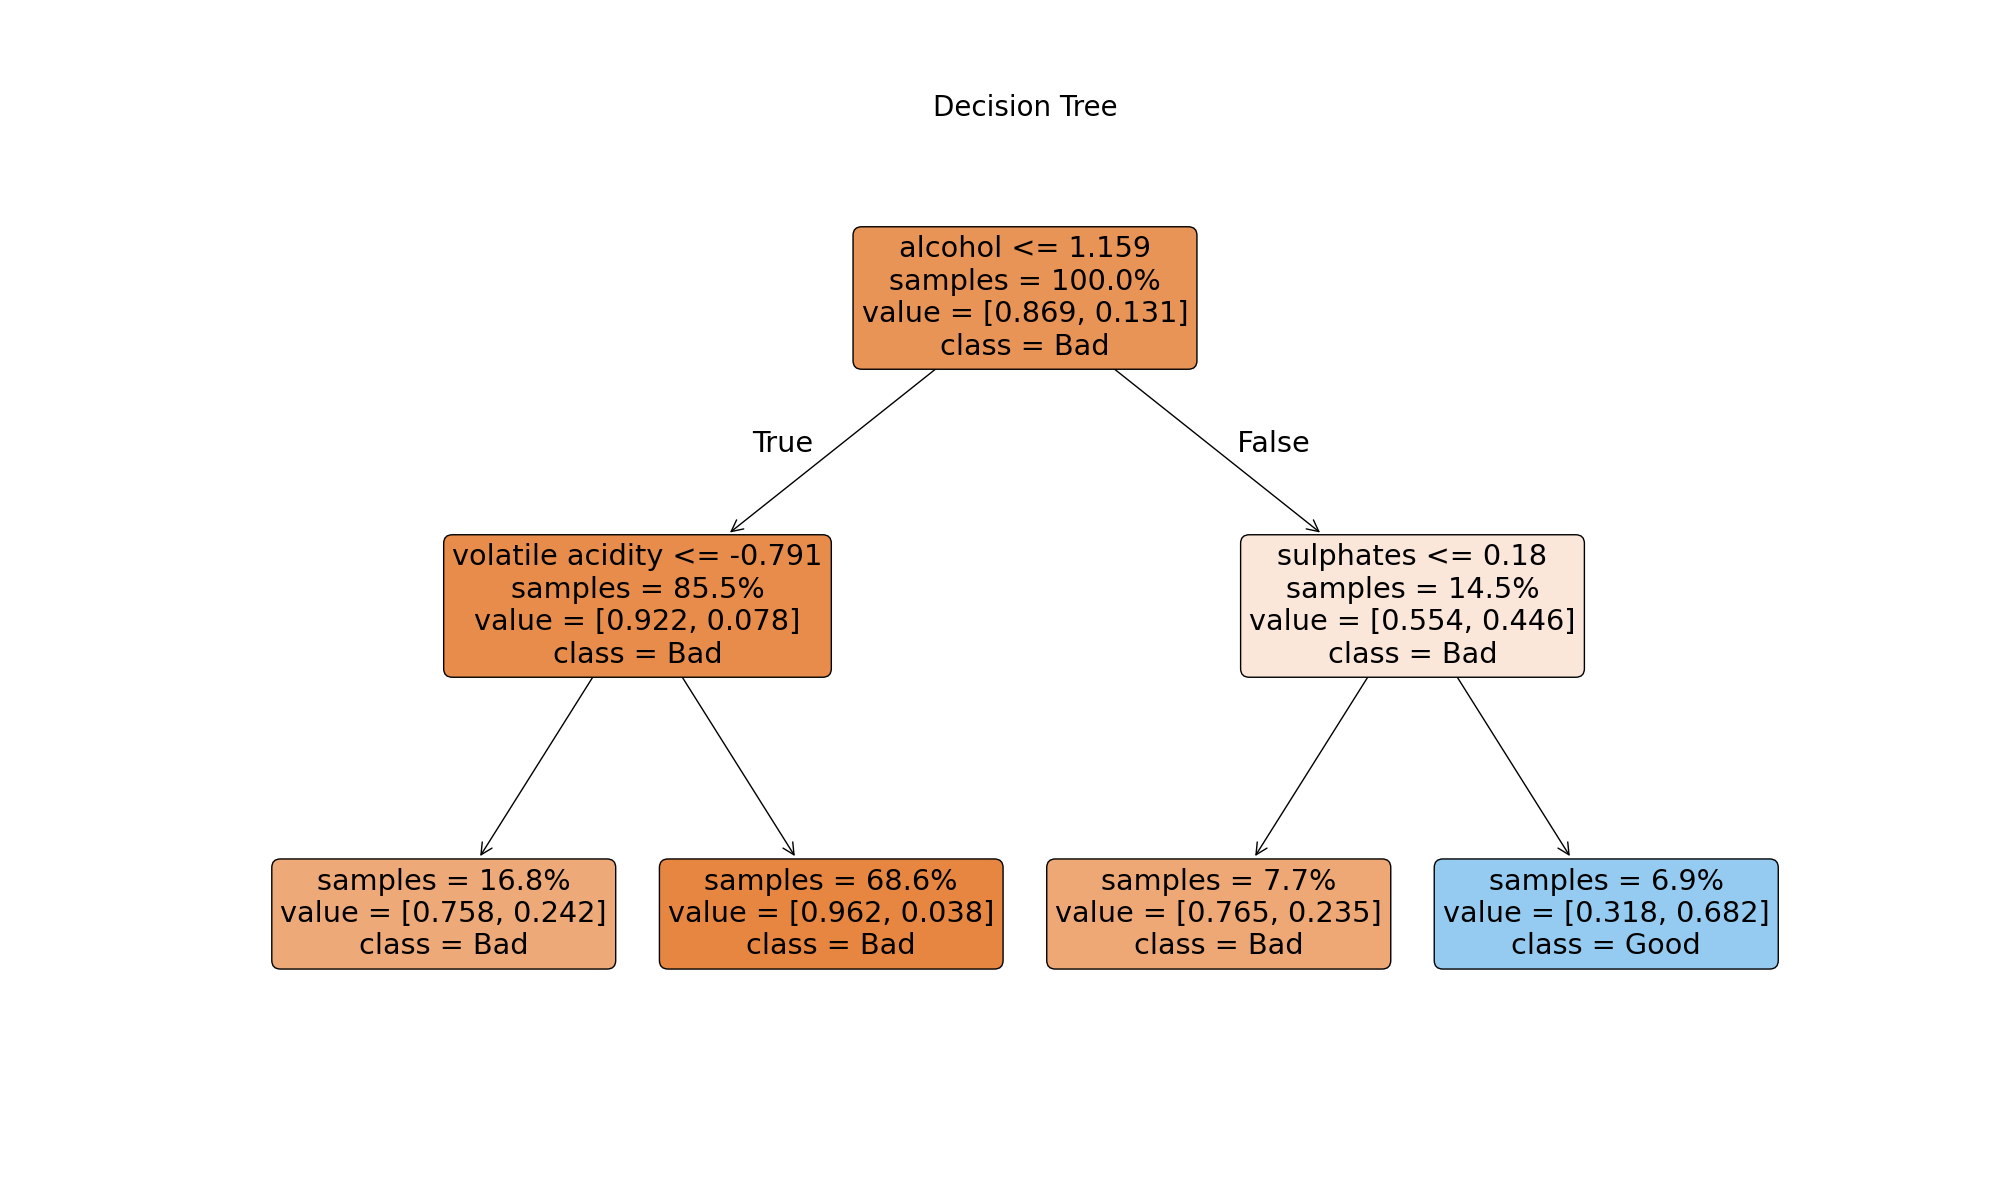 Decision Tree
alcohol <= 1.159
samples = 100.0%
value = [0.869, 0.131]
class = Bad
True
False
volatile acidity <= -0.791
samples = 85.5%
value = [0.922, 0.078]
class = Bad
sulphates <= 0.18
samples = 14.5%
value = [0.554, 0.446]
class = Bad
samples = 16.8%
value = [0.758, 0.242]
class = Bad
samples = 68.6%
value = [0.962, 0.038]
class = Bad
samples = 7.7%
value = [0.765, 0.235]
class = Bad
samples = 6.9%
value = [0.318, 0.682]
class = Good